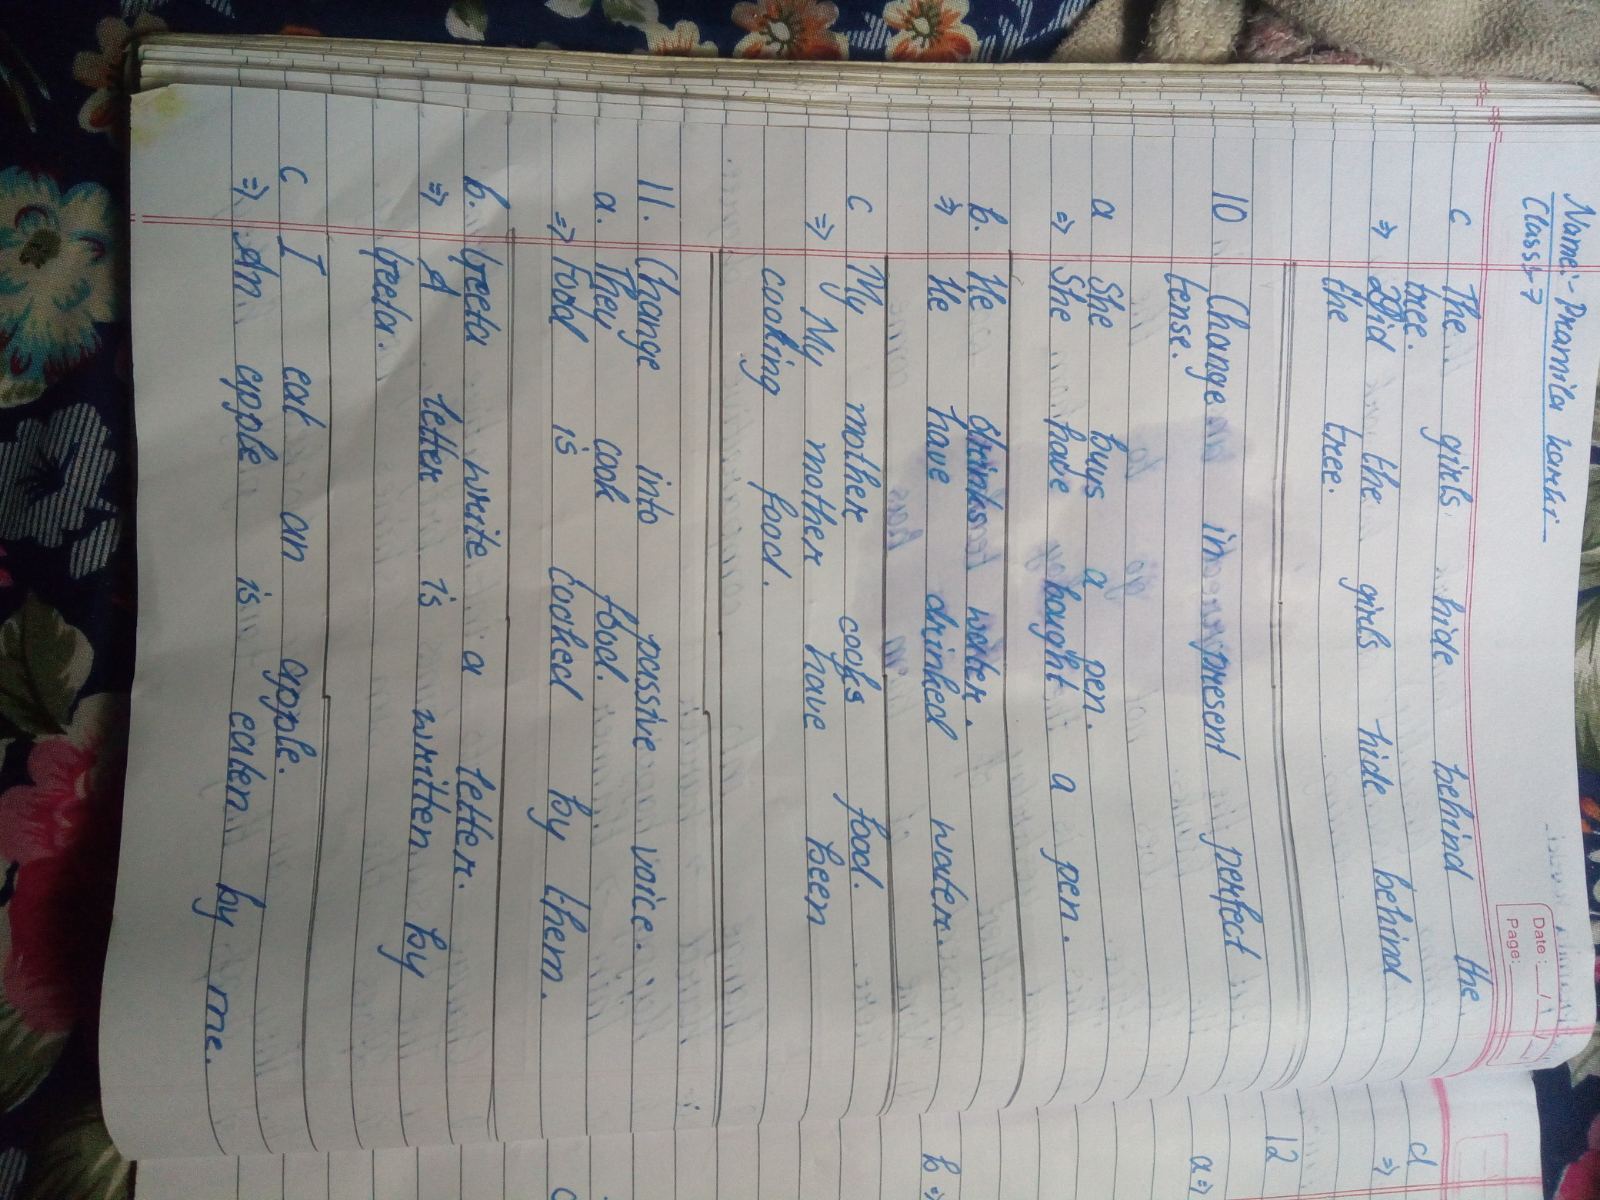 Name:- Pramila karki
Class:-7
Date :
Page:
c The girls hide behind the
tree.
⇒ Did the girls hide behind
the tree.
10 Change in present perfect
tense.
a She buys a pen.
⇒ She have bought a pen.
b. He drinks water.
⇒ He have drinked water.
c My mother cooks food.
⇒ My mother have been
cooking food.
11. Change into passive voice.
a. They cook food.
⇒ Food is cooked by them.
b. Geeta write a letter.
⇒ A letter is written by
Geeta.
c I eat an apple.
⇒ An apple is eaten by me.
d
⇒
12
a⇒
b⇒